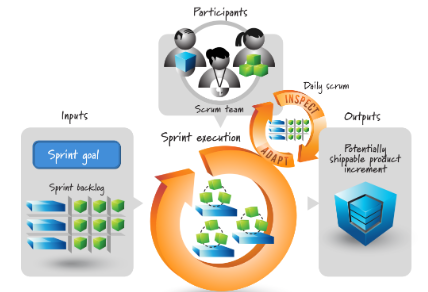 Participants
Scrum team
Daily scrum
INSPECT
ADAPT
Inputs
Sprint goal
Sprint backlog
Sprint execution
Outputs
Potentially
shippable product
increment